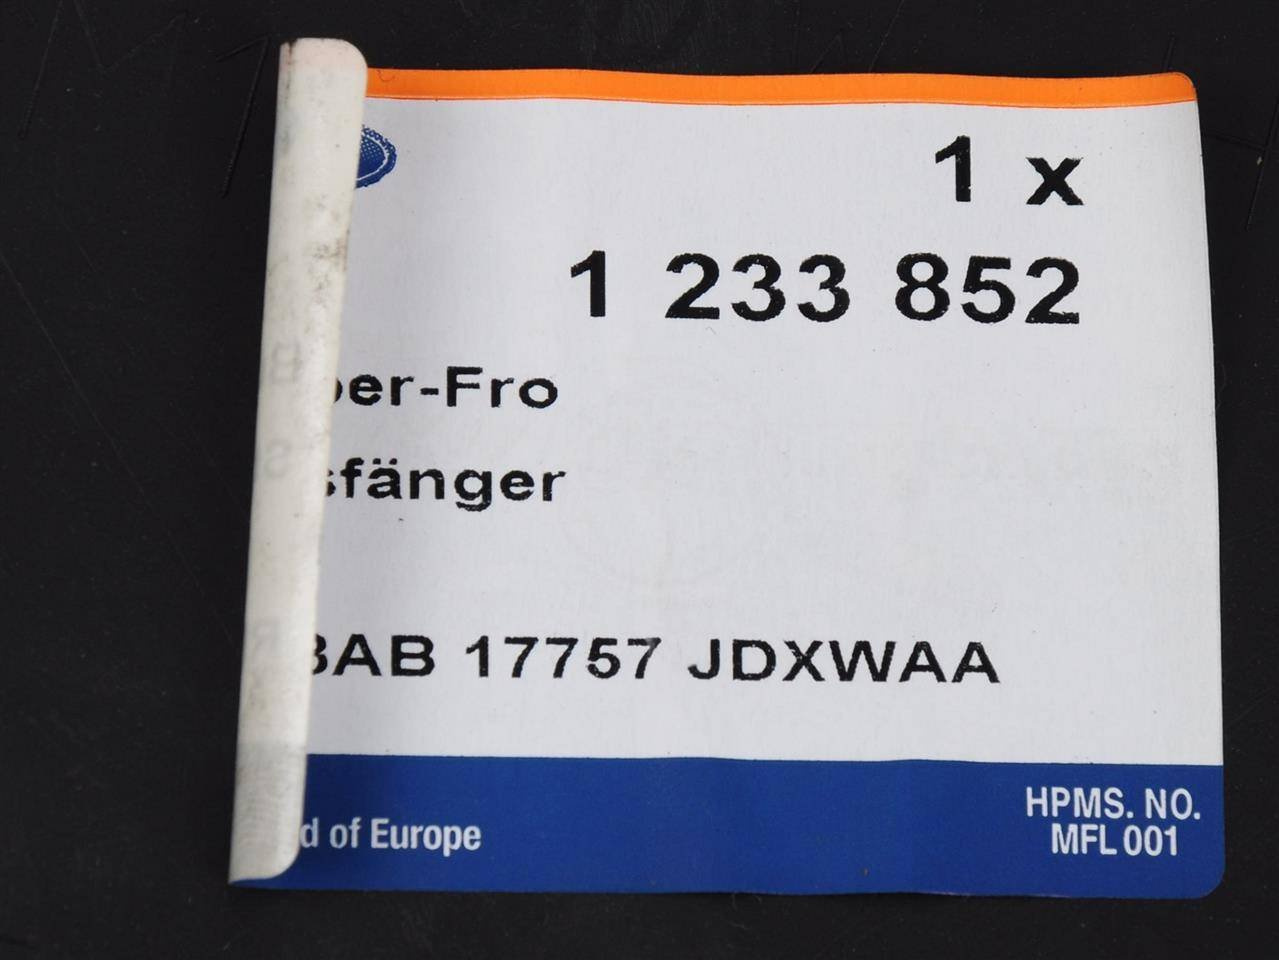 1 x
1 233 852
per-Fro
sfänger
BAB 17757 JDXWAA
d of Europe
HPMS. NO.
MFL 001